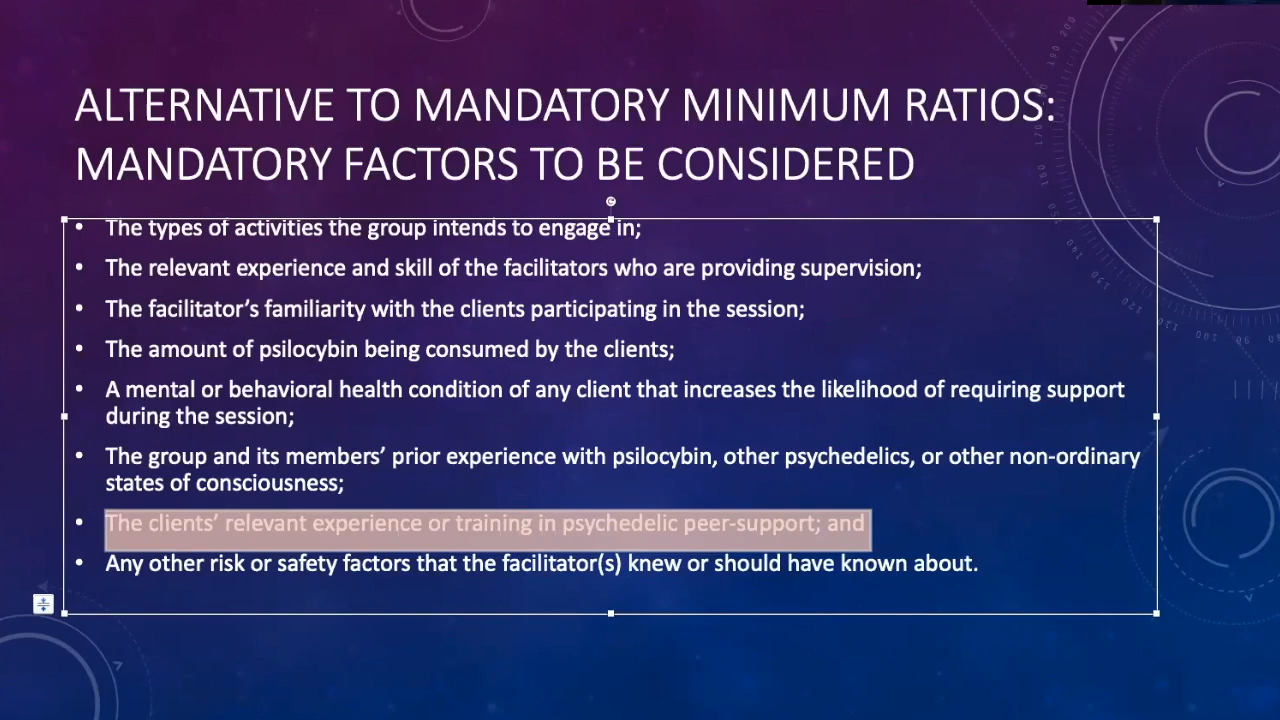 ALTERNATIVE TO MANDATORY MINIMUM RATIOS:
MANDATORY FACTORS TO BE CONSIDERED
• The types of activities the group intends to engage in;
• The relevant experience and skill of the facilitators who are providing supervision;
• The facilitator’s familiarity with the clients participating in the session;
• The amount of psilocybin being consumed by the clients;
• A mental or behavioral health condition of any client that increases the likelihood of requiring support
during the session;
• The group and its members’ prior experience with psilocybin, other psychedelics, or other non-ordinary
states of consciousness;
• The clients’ relevant experience or training in psychedelic peer-support; and
• Any other risk or safety factors that the facilitator(s) knew or should have known about.